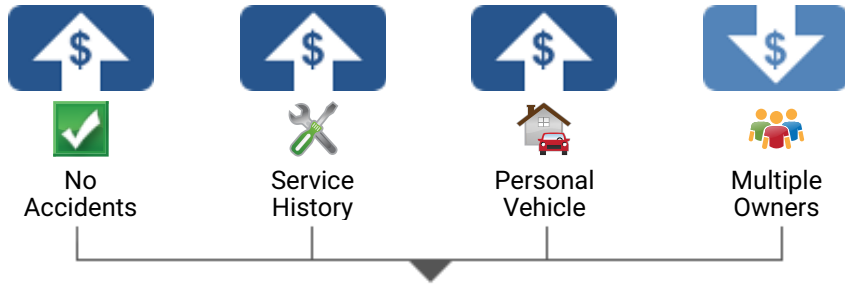 $ $ $ $
No Accidents
Service History
Personal Vehicle
Multiple Owners